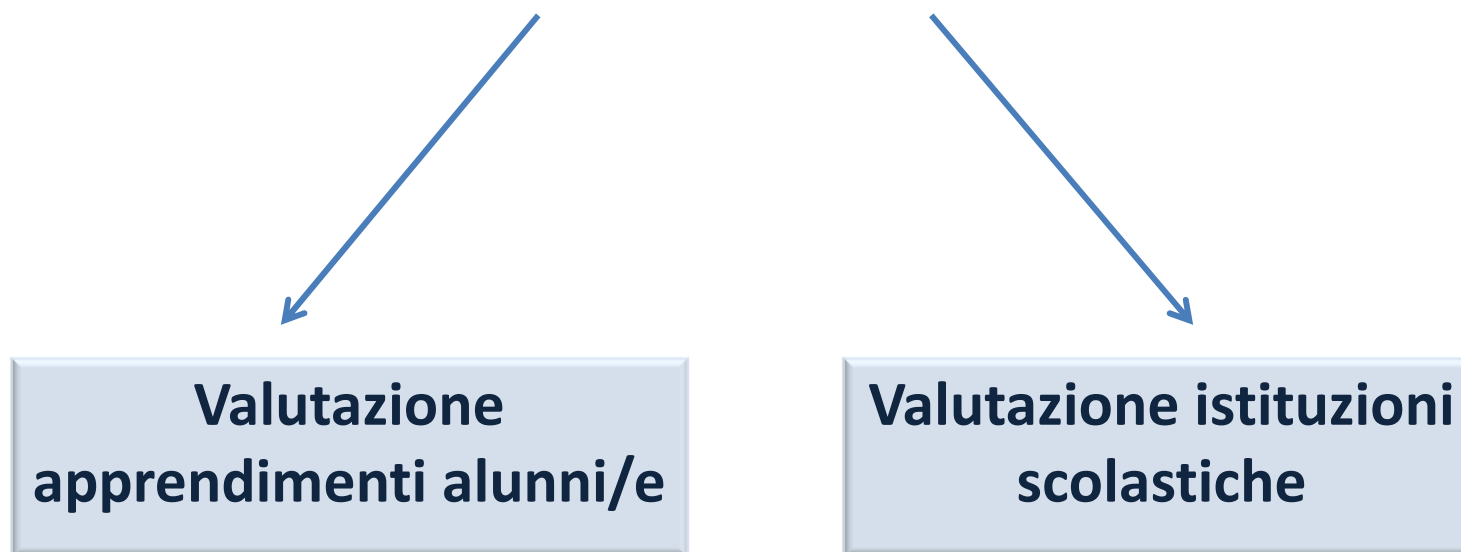 Valutazione
apprendimenti alunni/e
Valutazione istituzioni
scolastiche